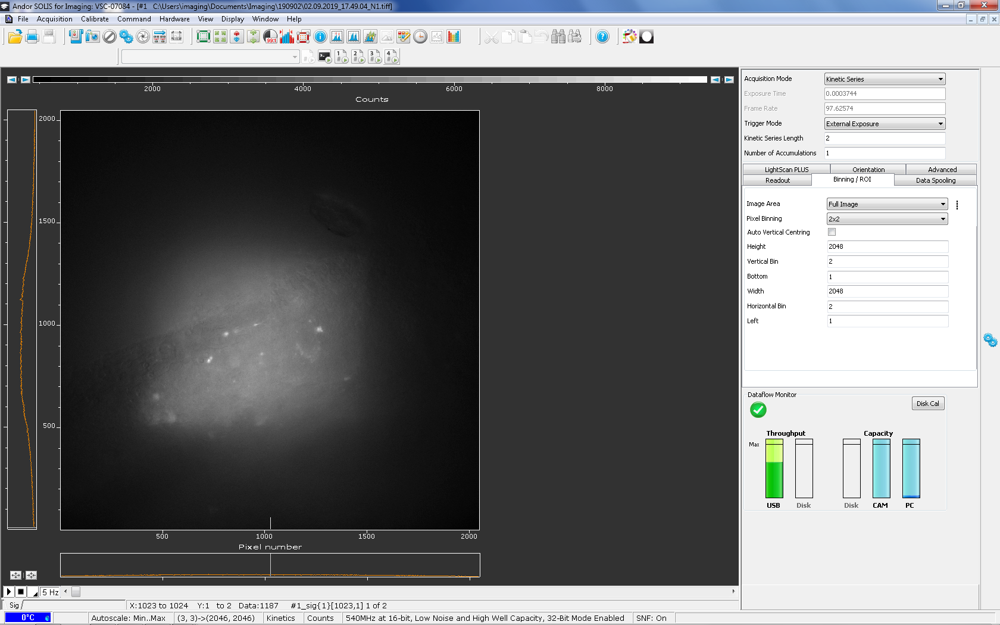 Andor SOLIS for Imaging: VSC-07084 - [#1 C:\Users\imaging\Documents\Imaging\190902\02.09.2019_17.49.04_N1.tiff]
File Acquisition Calibrate Command Hardware View Display Window Help
99:1
1 # 2 # 3 # 4 #
2000 4000 6000 8000
Counts
2000
1500
1000
500
500 1000 1500 2000
Pixel number
5 Hz
Sig X:1023 to 1024 Y:1 to 2 Data:1187 #1_sig{1}[1023,1] 1 of 2
0°C Autoscale: Min..Max (3, 3)->(2046, 2046) Kinetics Counts 540MHz at 16-bit, Low Noise and High Well Capacity, 32-Bit Mode Enabled SNF: On
Acquisition Mode Kinetic Series
Exposure Time 0.0003744
Frame Rate 97.62574
Trigger Mode External Exposure
Kinetic Series Length 2
Number of Accumulations 1
LightScan PLUS Orientation Advanced
Readout Binning / ROI Data Spooling
Image Area Full Image
Pixel Binning 2x2
Auto Vertical Centring
Height 2048
Vertical Bin 2
Bottom 1
Width 2048
Horizontal Bin 2
Left 1
Dataflow Monitor
Disk Cal
Throughput Capacity
Max
USB Disk Disk CAM PC